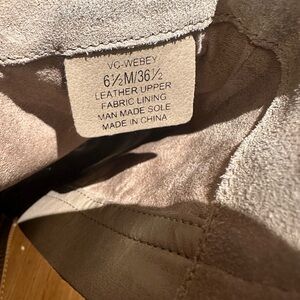 VC-WEBEY
6½M/36½
LEATHER UPPER
FABRIC LINING
MAN MADE SOLE
MADE IN CHINA